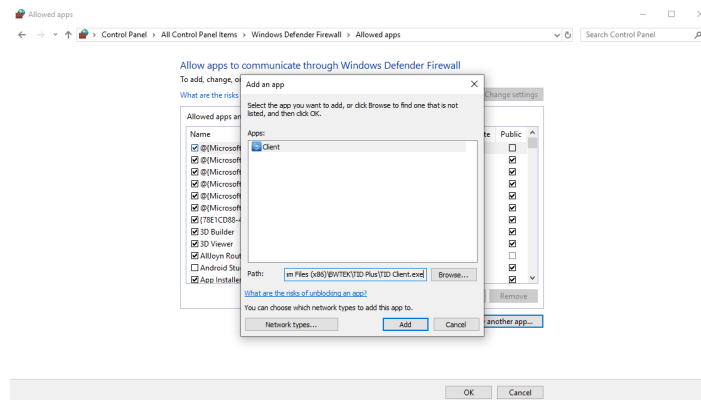 Allowed apps
Control Panel > All Control Panel Items > Windows Defender Firewall > Allowed apps
Search Control Panel
Allow apps to communicate through Windows Defender Firewall
To add, change, o
What are the risks
Change settings
Allowed apps an
Name
te Public
@{Microsoft
@{Microsoft
@{Microsoft
@{Microsoft
@{Microsoft
{78E1CD88-4
3D Builder
3D Viewer
AllJoyn Rout
Android Stu
App Installer
Remove
another app...
Add an app
Select the app you want to add, or click Browse to find one that is not
listed, and then click OK.
Apps:
Client
Path:
m Files (x86)\BWTEK\TID Plus\TID Client.exe
Browse...
What are the risks of unblocking an app?
You can choose which network types to add this app to.
Network types...
Add
Cancel
OK
Cancel